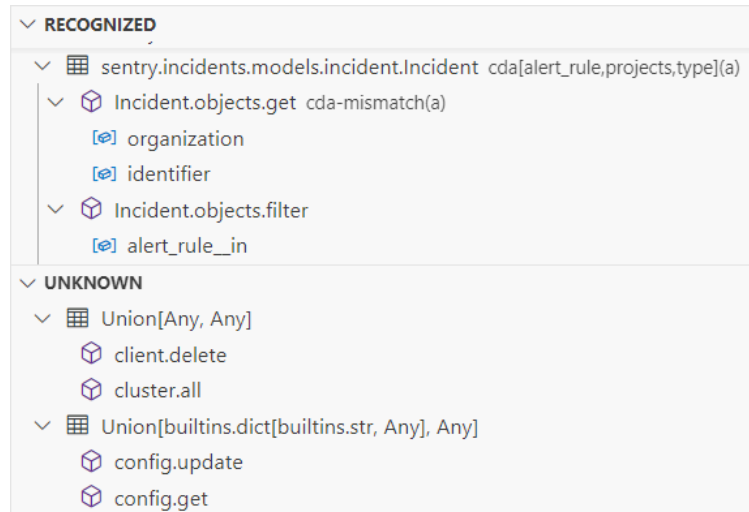 RECOGNIZED
sentry.incidents.models.incident.Incident cda[alert_rule,projects,type](a)
Incident.objects.get cda-mismatch(a)
organization
identifier
Incident.objects.filter
alert_rule__in
UNKNOWN
Union[Any, Any]
client.delete
cluster.all
Union[builtins.dict[builtins.str, Any], Any]
config.update
config.get